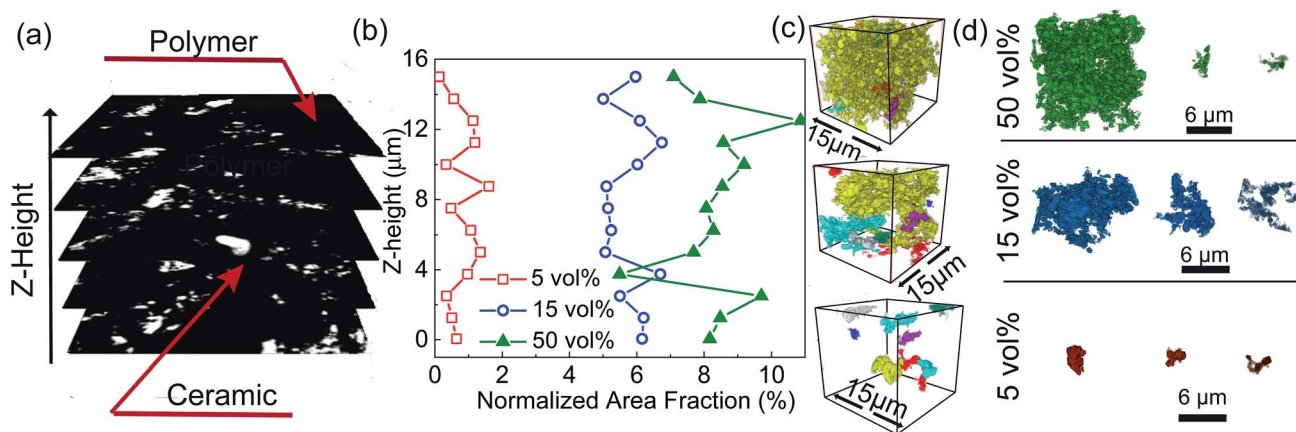 (a)
Polymer
Polymer
Z-Height
Ceramic
(b)
Z-height (μm)
16
12
8
4
0
5 vol%
15 vol%
50 vol%
0 2 4 6 8 10
Normalized Area Fraction (%)
(c)
15μm
15μm
15μm
(d)
50 vol%
6 μm
15 vol%
6 μm
5 vol%
6 μm